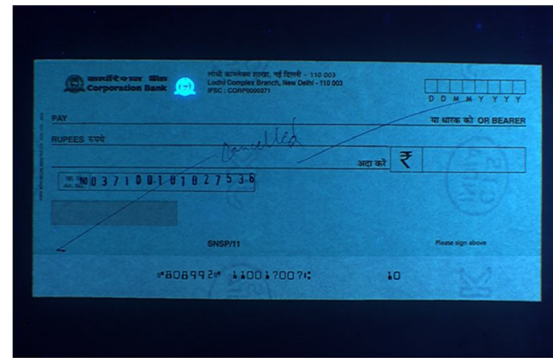 कार्पोरेशन बैंक
Corporation Bank
लोधी काम्पलेक्स शाखा, नई दिल्ली - 110 003
Lodhi Complex Branch, New Delhi - 110 003
IFSC : CORP0000371
D D M M Y Y Y Y
PAY
या धारक को OR BEARER
RUPEES रुपये
Cancelled
अदा करें ₹
NO 037100101027536
SNSP/11
Please sign above
⑈808992⑈ 110017007⑆ 10